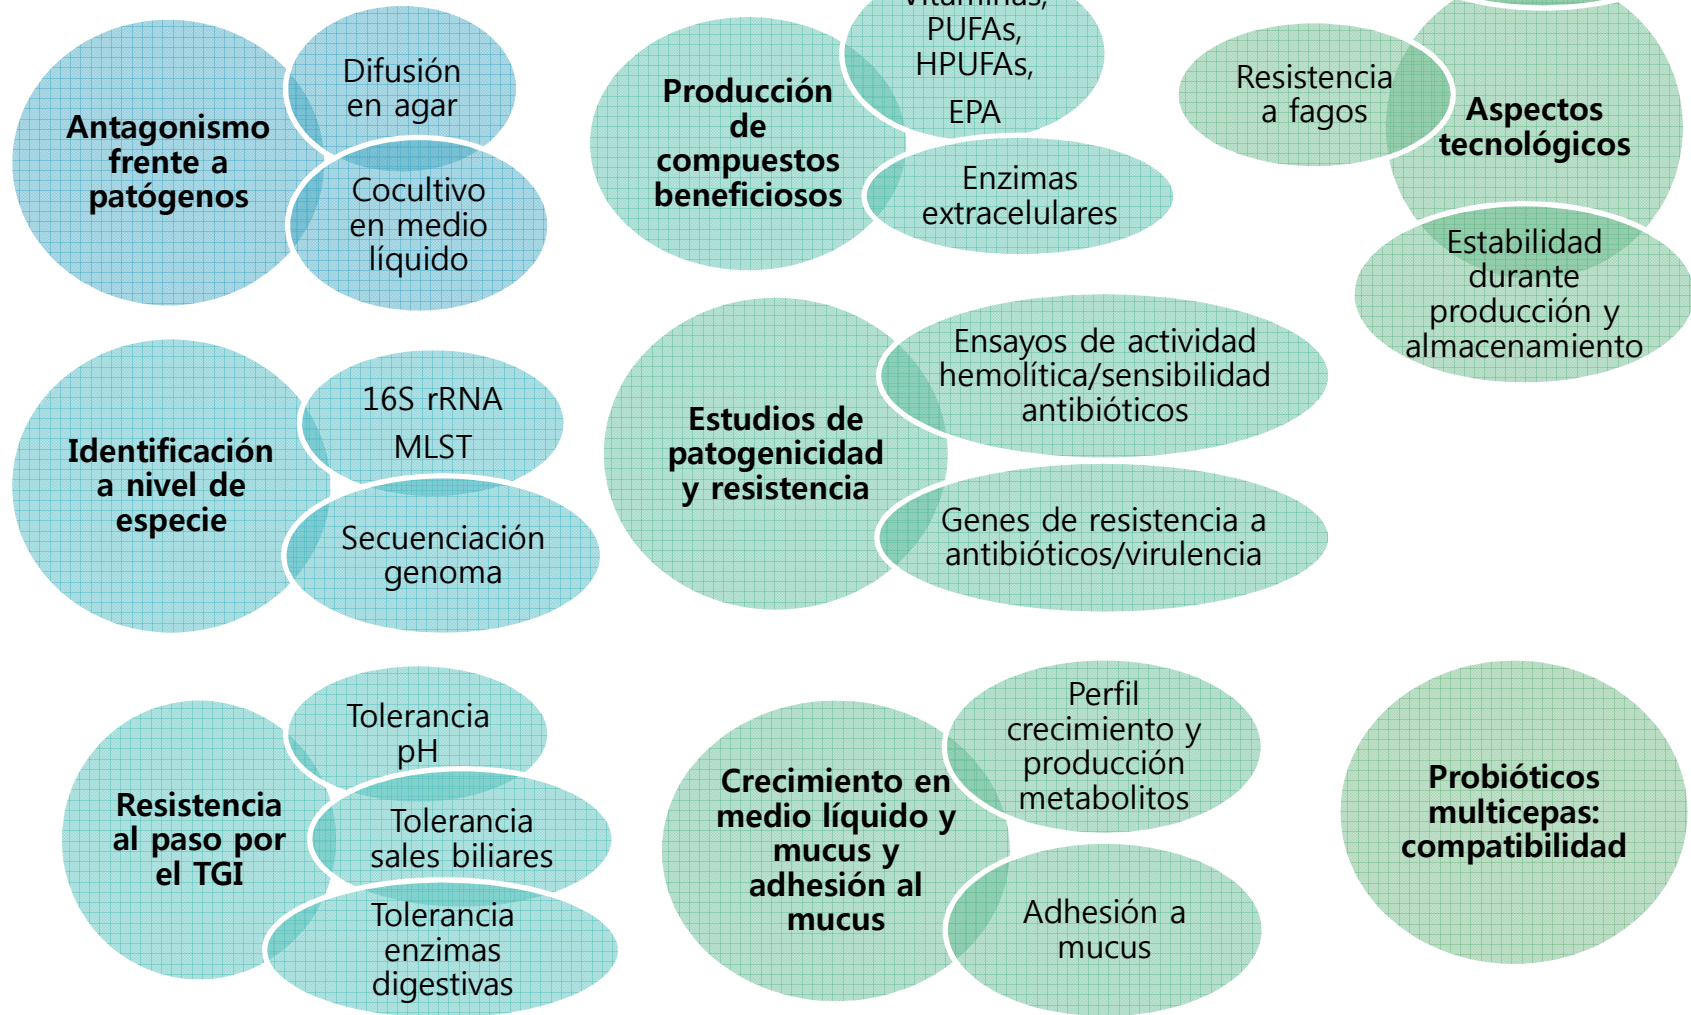 Antagonismo
frente a
patógenos
Difusión
en agar
Cocultivo
en medio
líquido
Identificación
a nivel de
especie
16S rRNA
MLST
Secuenciación
genoma
Resistencia
al paso por
el TGI
Tolerancia
pH
Tolerancia
sales biliares
Tolerancia
enzimas
digestivas
Producción
de
compuestos
beneficiosos
Vitaminas,
PUFAs,
HPUFAs,
EPA
Enzimas
extracelulares
Estudios de
patogenicidad
y resistencia
Ensayos de actividad
hemolítica/sensibilidad
antibióticos
Genes de resistencia a
antibióticos/virulencia
Crecimiento en
medio líquido y
mucus y
adhesión al
mucus
Perfil
crecimiento y
producción
metabolitos
Adhesión a
mucus
Resistencia
a fagos
Aspectos
tecnológicos
Estabilidad
durante
producción y
almacenamiento
Probióticos
multicepas:
compatibilidad